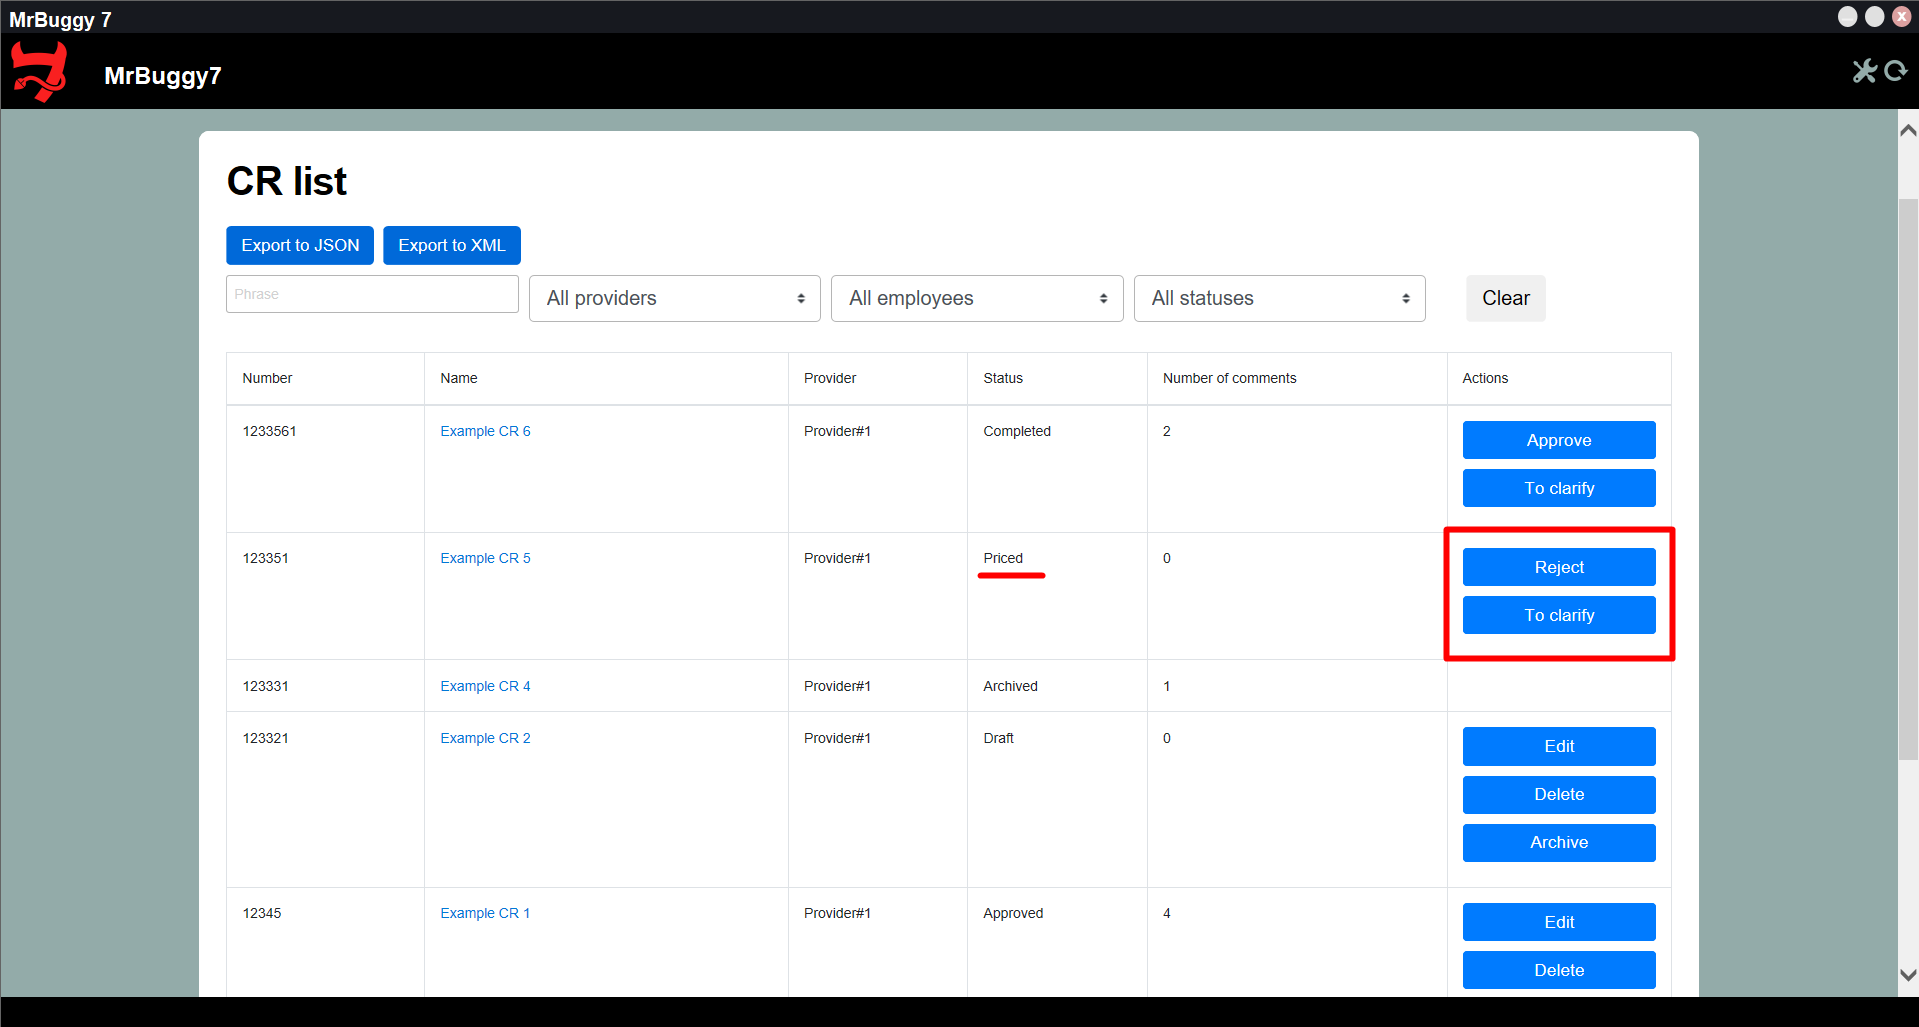 MrBuggy 7
MrBuggy7
CR list
Export to JSON Export to XML
Phrase All providers All employees All statuses Clear
Number Name Provider Status Number of comments Actions
1233561 Example CR 6 Provider#1 Completed 2 Approve
To clarify
123351 Example CR 5 Provider#1 Priced 0 Reject
To clarify
123331 Example CR 4 Provider#1 Archived 1
123321 Example CR 2 Provider#1 Draft 0 Edit
Delete
Archive
12345 Example CR 1 Provider#1 Approved 4 Edit
Delete